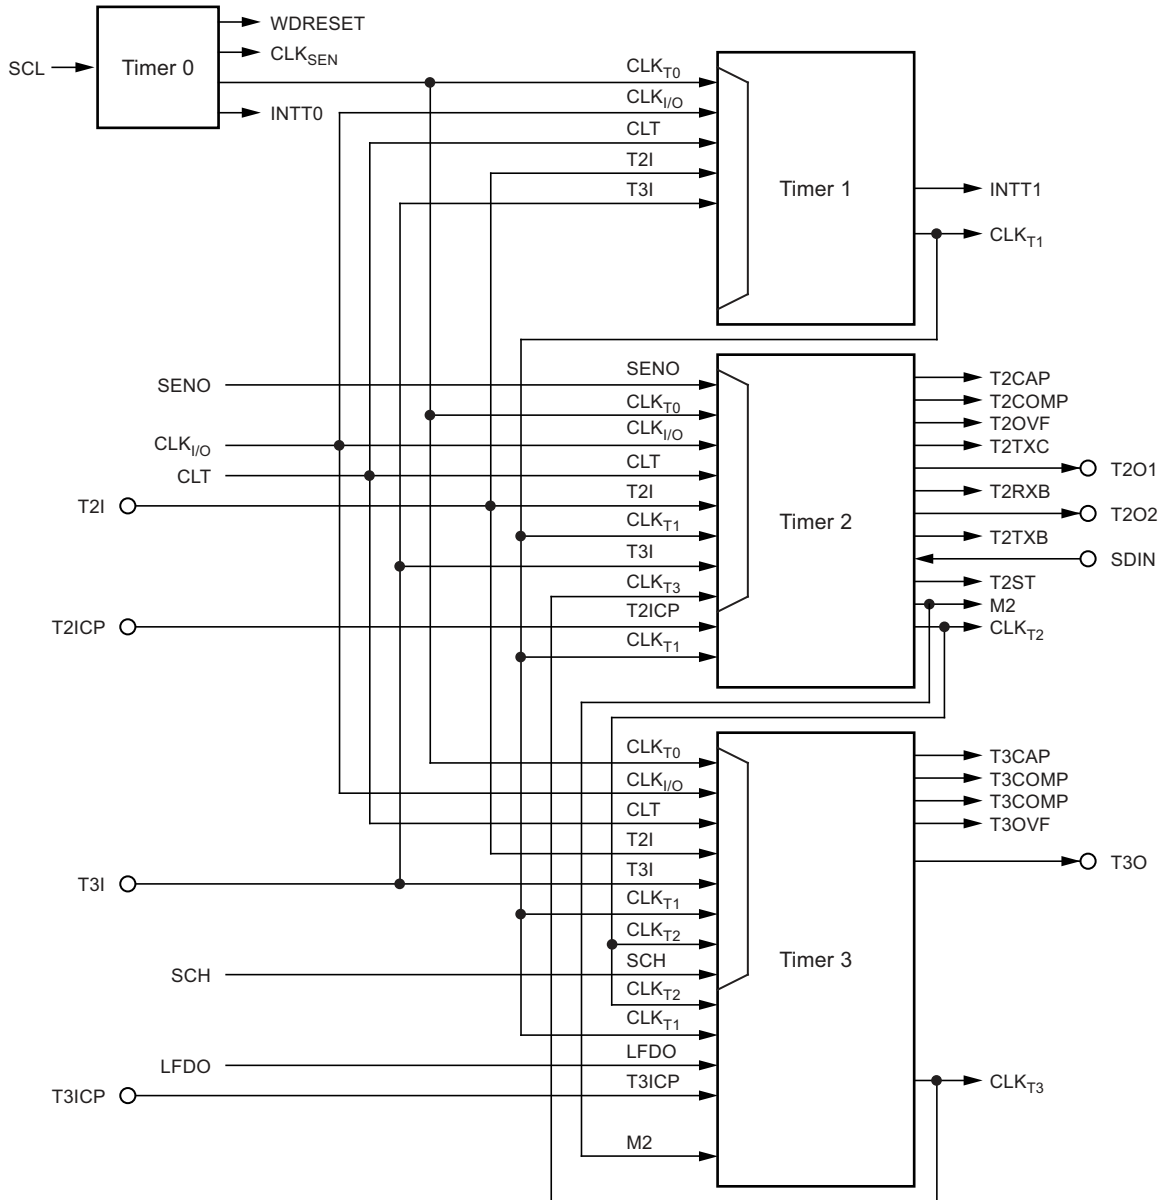 SCL
Timer 0
WDRESET
CLKSEN
INTT0
CLKT0
CLKI/O
CLT
T2I
T3I
Timer 1
INTT1
CLKT1
SENO
CLKI/O
CLT
T2I
T2ICP
SENO
CLKT0
CLKI/O
CLT
T2I
CLKT1
T3I
CLKT3
T2ICP
CLKT1
Timer 2
T2CAP
T2COMP
T2OVF
T2TXC
T2O1
T2RXB
T2O2
T2TXB
SDIN
T2ST
M2
CLKT2
T3I
SCH
LFDO
T3ICP
CLKT0
CLKI/O
CLT
T2I
T3I
CLKT1
CLKT2
SCH
CLKT2
CLKT1
LFDO
T3ICP
M2
Timer 3
T3CAP
T3COMP
T3COMP
T3OVF
T3O
CLKT3